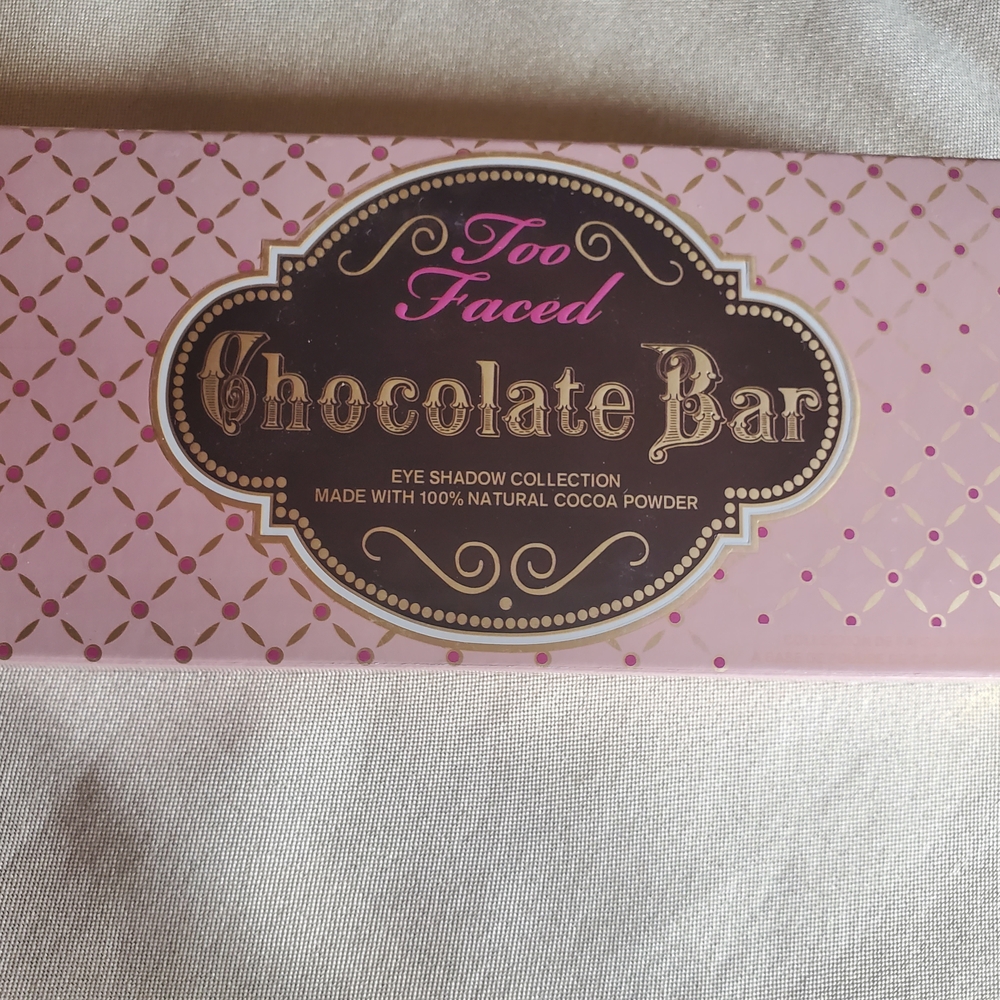 Too
Faced
Chocolate Bar
EYE SHADOW COLLECTION
MADE WITH 100% NATURAL COCOA POWDER